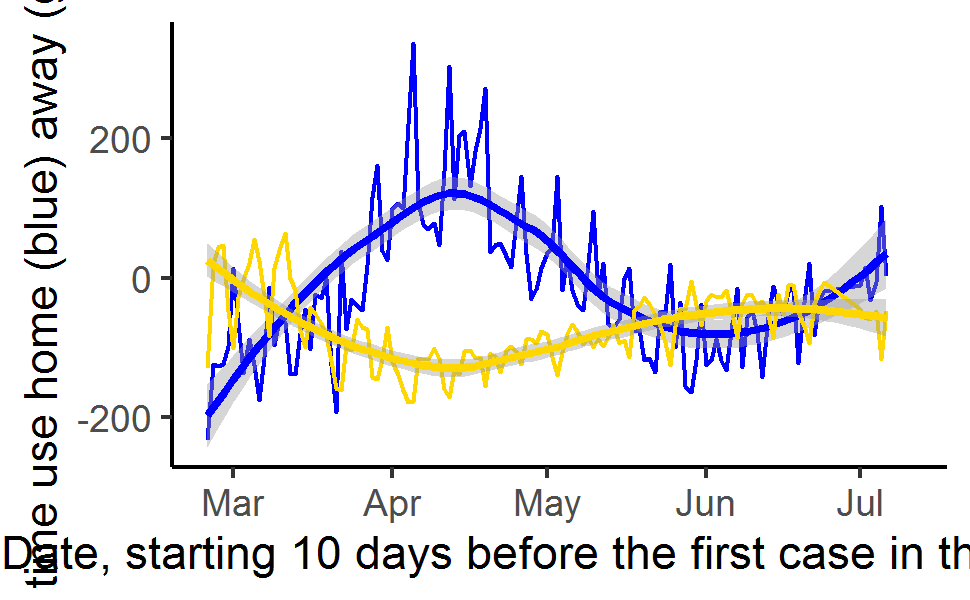 time use home (blue) away (
200
0
-200
Mar Apr May Jun Jul
Date, starting 10 days before the first case in th